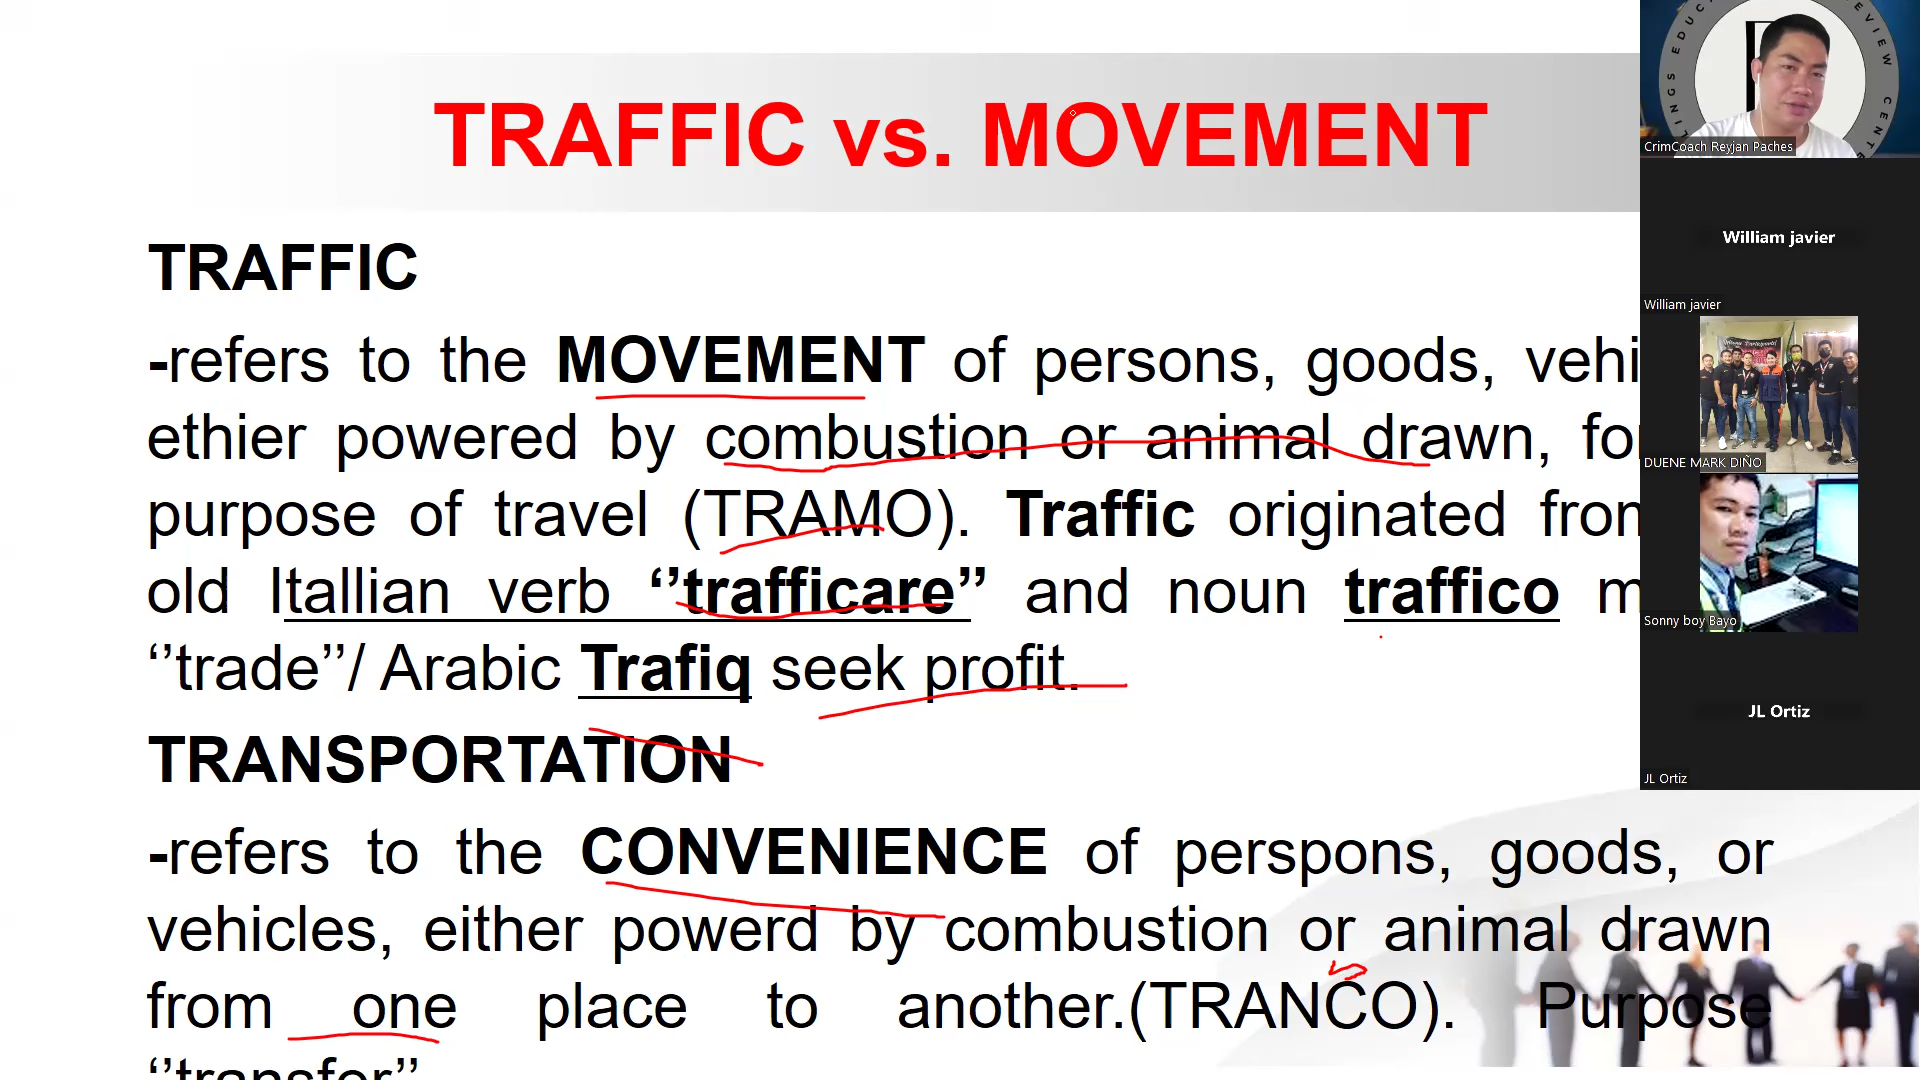 TRAFFIC vs. MOVEMENT
TRAFFIC
-refers to the MOVEMENT of persons, goods,
ethier powered by combustion or animal drawn,
purpose of travel (TRAMO). Traffic originated
old Itallian verb ‘’trafficare’’ and noun traffico
‘’trade’’/ Arabic Trafiq seek profit.
TRANSPORTATION
-refers to the CONVENIENCE of perspons, goods, or
vehicles, either powerd by combustion or animal drawn
from one place to another.(TRANCO). Purpose
‘’transfer’’
CrimCoach Reyjan Paches
William javier
William javier
DUENE MARK DIÑO
Sonny boy Bayo
JL Ortiz
JL Ortiz